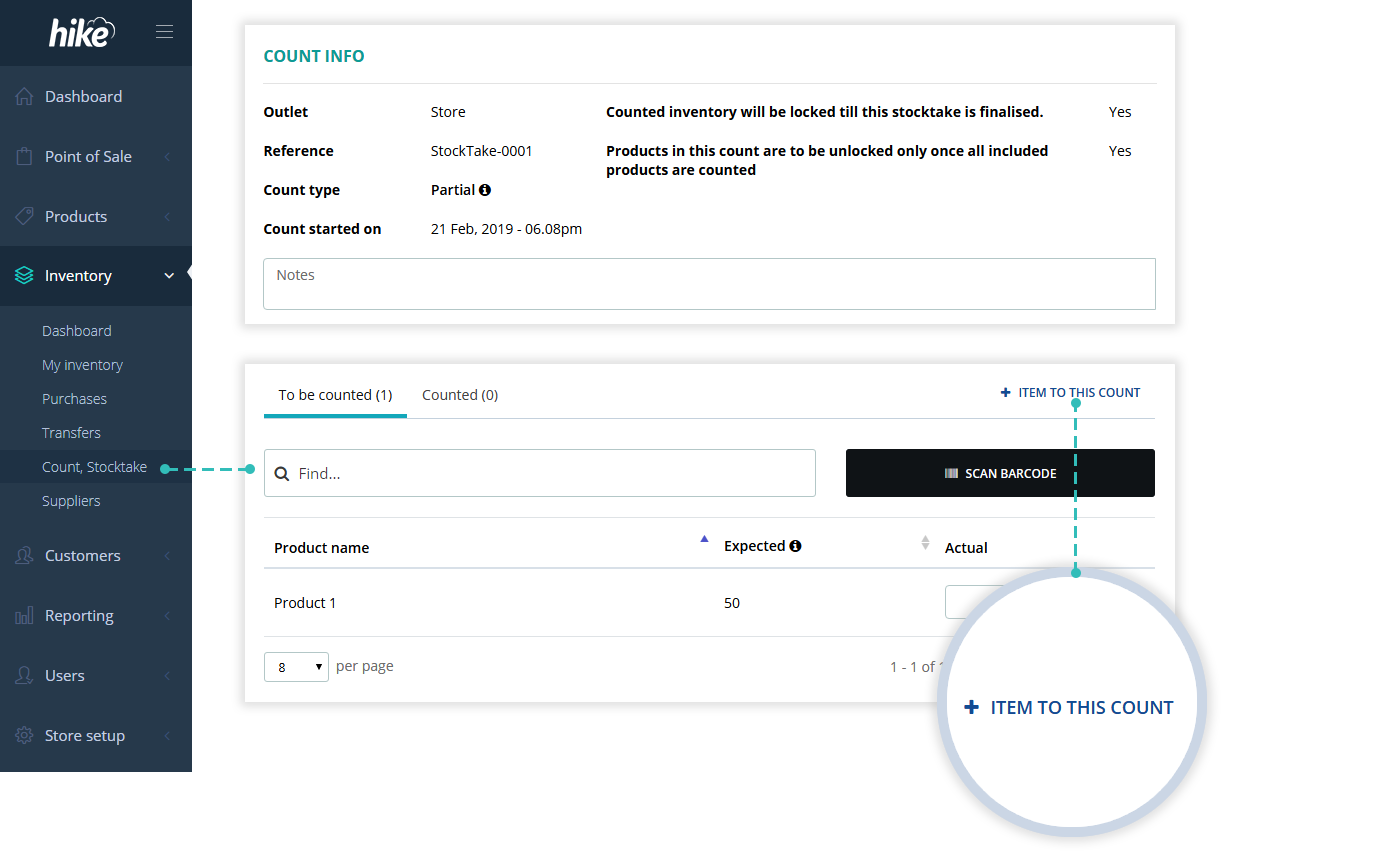 hike
Dashboard
Point of Sale
Products
Inventory
Dashboard
My inventory
Purchases
Transfers
Count, Stocktake
Suppliers
Customers
Reporting
Users
Store setup
COUNT INFO
Outlet Store Counted inventory will be locked till this stocktake is finalised. Yes
Reference StockTake-0001 Products in this count are to be unlocked only once all included Yes
products are counted
Count type Partial
Count started on 21 Feb, 2019 - 06.08pm
Notes
To be counted (1) Counted (0) + ITEM TO THIS COUNT
Find... SCAN BARCODE
Product name Expected Actual
Product 1 50
8 per page 1 - 1 of
+ ITEM TO THIS COUNT